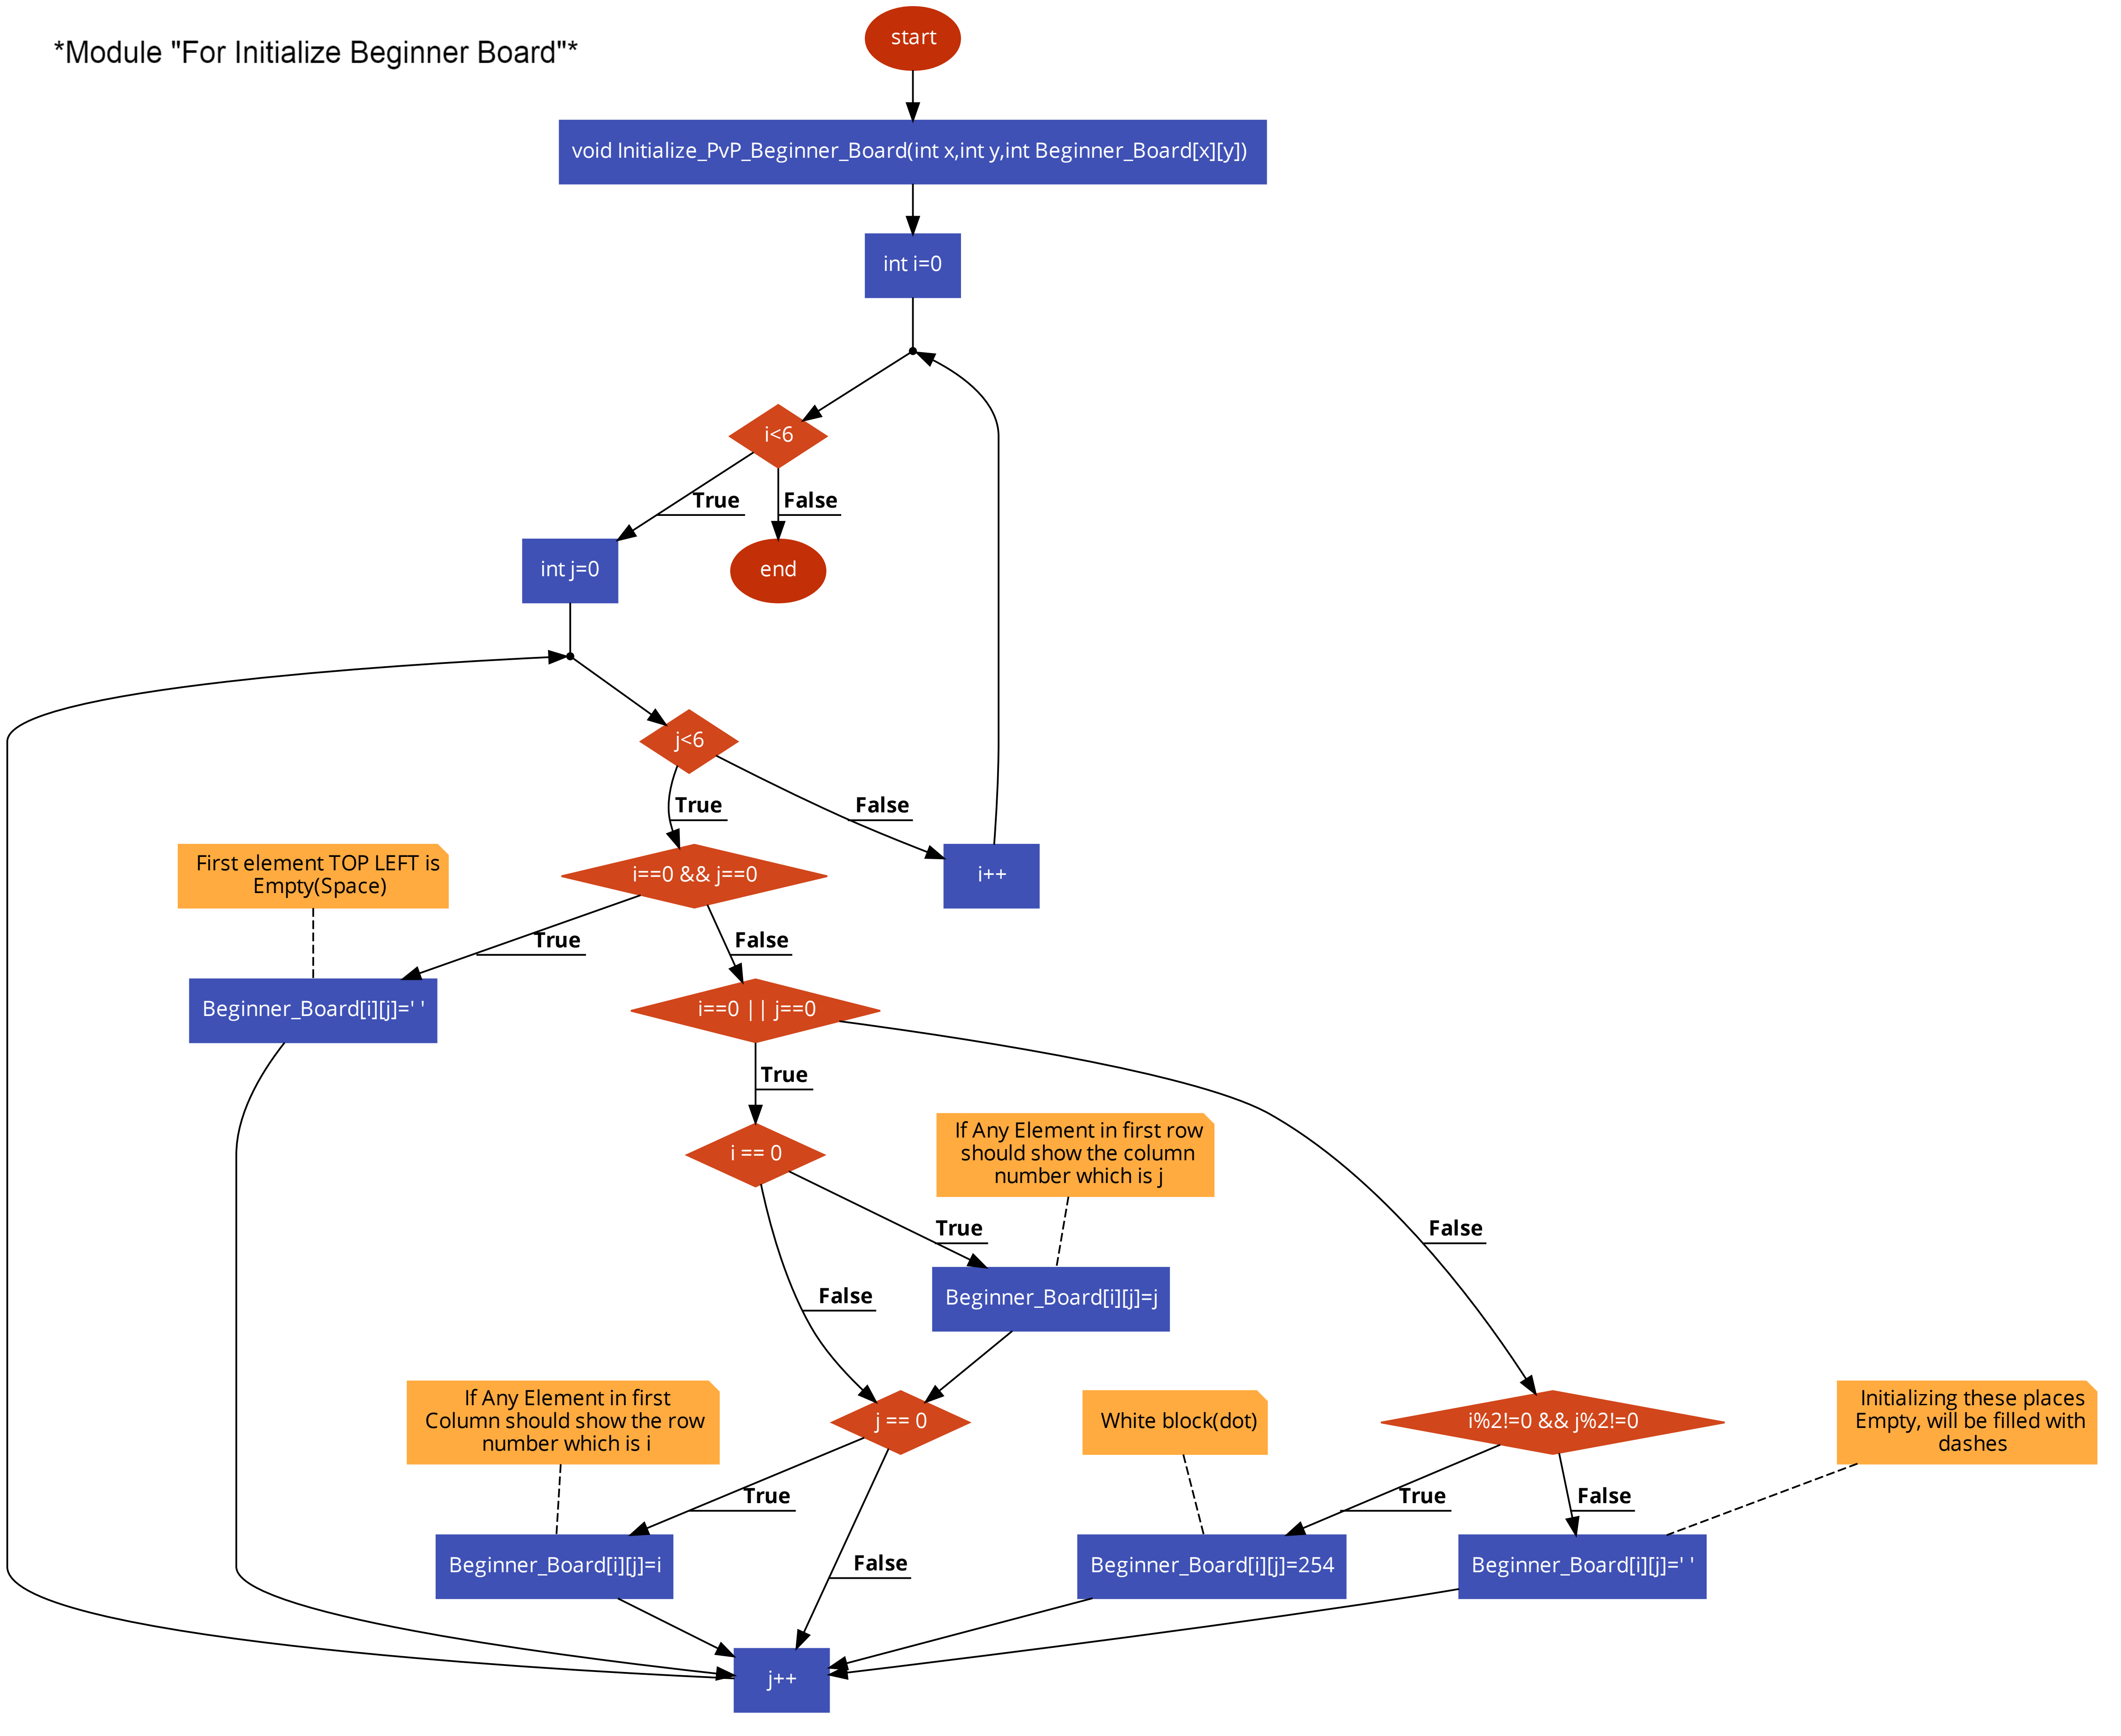 *Module "For Initialize Beginner Board"*
start
void Initialize_PvP_Beginner_Board(int x,int y,int Beginner_Board[x][y])
int i=0
i<6
True
False
int j=0
end
j<6
True
False
First element TOP LEFT is
Empty(Space)
i==0 && j==0
i++
True
False
Beginner_Board[i][j]=' '
i==0 || j==0
True
If Any Element in first row
should show the column
number which is j
i == 0
True
False
False
Beginner_Board[i][j]=j
If Any Element in first
Column should show the row
number which is i
j == 0
White block(dot)
i%2!=0 && j%2!=0
Initializing these places
Empty, will be filled with
dashes
True
False
True
False
Beginner_Board[i][j]=i
Beginner_Board[i][j]=254
Beginner_Board[i][j]=' '
j++